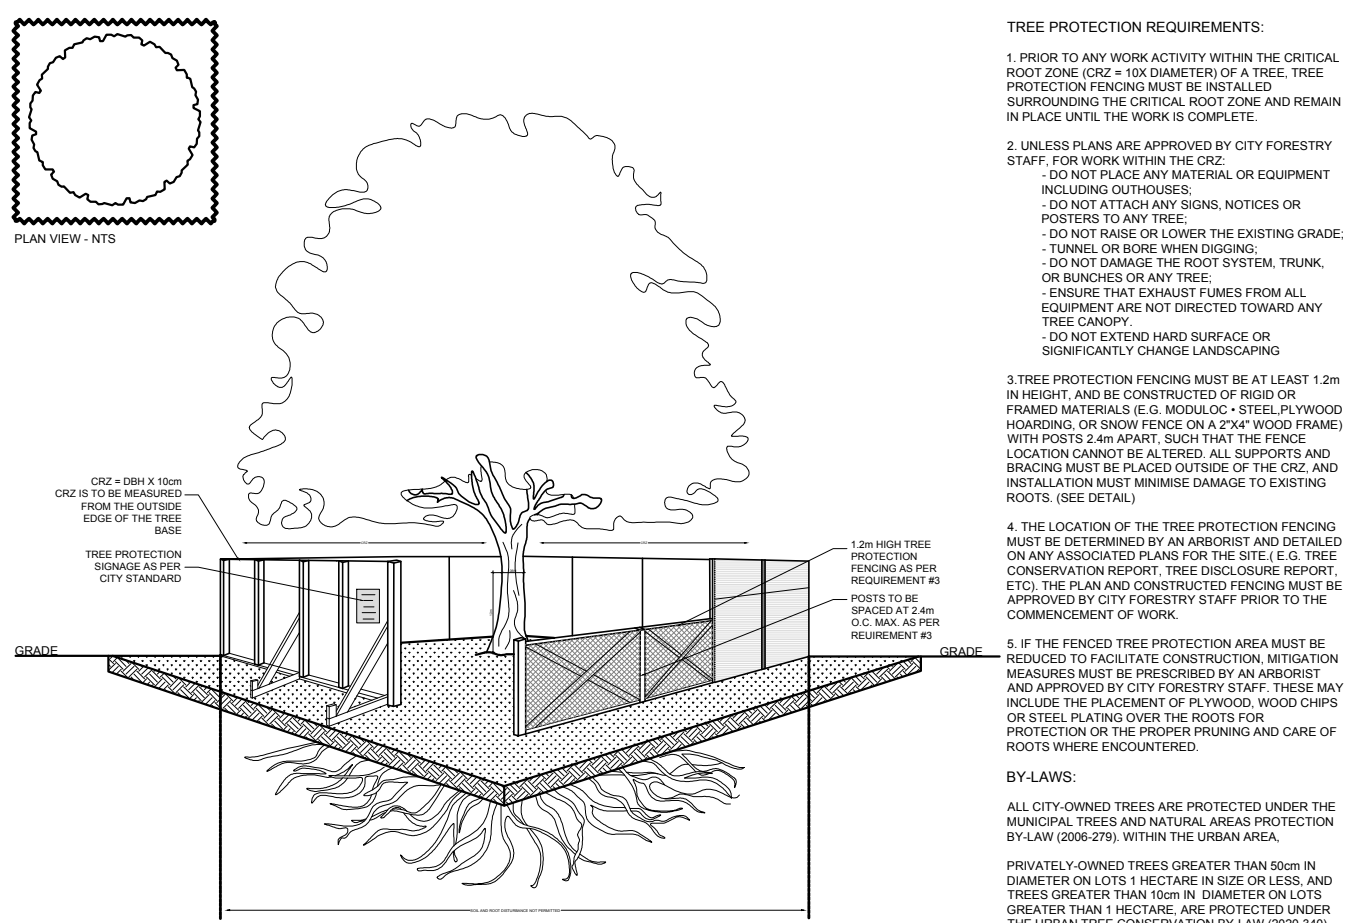 PLAN VIEW - NTS
CRZ = DBH X 10cm
CRZ IS TO BE MEASURED
FROM THE OUTSIDE
EDGE OF THE TREE
BASE
TREE PROTECTION
SIGNAGE AS PER
CITY STANDARD
GRADE
1.2m HIGH TREE
PROTECTION
FENCING AS PER
REQUIREMENT #3
POSTS TO BE
SPACED AT 2.4m
O.C. MAX. AS PER
REUIREMENT #3
GRADE
SOIL AND ROOT DISTURBANCE NOT PERMITTED
TREE PROTECTION REQUIREMENTS:
1. PRIOR TO ANY WORK ACTIVITY WITHIN THE CRITICAL
ROOT ZONE (CRZ = 10X DIAMETER) OF A TREE, TREE
PROTECTION FENCING MUST BE INSTALLED
SURROUNDING THE CRITICAL ROOT ZONE AND REMAIN
IN PLACE UNTIL THE WORK IS COMPLETE.
2. UNLESS PLANS ARE APPROVED BY CITY FORESTRY
STAFF, FOR WORK WITHIN THE CRZ:
- DO NOT PLACE ANY MATERIAL OR EQUIPMENT
INCLUDING OUTHOUSES;
- DO NOT ATTACH ANY SIGNS, NOTICES OR
POSTERS TO ANY TREE;
- DO NOT RAISE OR LOWER THE EXISTING GRADE;
- TUNNEL OR BORE WHEN DIGGING;
- DO NOT DAMAGE THE ROOT SYSTEM, TRUNK,
OR BUNCHES OR ANY TREE;
- ENSURE THAT EXHAUST FUMES FROM ALL
EQUIPMENT ARE NOT DIRECTED TOWARD ANY
TREE CANOPY.
- DO NOT EXTEND HARD SURFACE OR
SIGNIFICANTLY CHANGE LANDSCAPING
3.TREE PROTECTION FENCING MUST BE AT LEAST 1.2m
IN HEIGHT, AND BE CONSTRUCTED OF RIGID OR
FRAMED MATERIALS (E.G. MODULOC • STEEL,PLYWOOD
HOARDING, OR SNOW FENCE ON A 2"X4" WOOD FRAME)
WITH POSTS 2.4m APART, SUCH THAT THE FENCE
LOCATION CANNOT BE ALTERED. ALL SUPPORTS AND
BRACING MUST BE PLACED OUTSIDE OF THE CRZ, AND
INSTALLATION MUST MINIMISE DAMAGE TO EXISTING
ROOTS. (SEE DETAIL)
4. THE LOCATION OF THE TREE PROTECTION FENCING
MUST BE DETERMINED BY AN ARBORIST AND DETAILED
ON ANY ASSOCIATED PLANS FOR THE SITE.( E.G. TREE
CONSERVATION REPORT, TREE DISCLOSURE REPORT,
ETC). THE PLAN AND CONSTRUCTED FENCING MUST BE
APPROVED BY CITY FORESTRY STAFF PRIOR TO THE
COMMENCEMENT OF WORK.
5. IF THE FENCED TREE PROTECTION AREA MUST BE
REDUCED TO FACILITATE CONSTRUCTION, MITIGATION
MEASURES MUST BE PRESCRIBED BY AN ARBORIST
AND APPROVED BY CITY FORESTRY STAFF. THESE MAY
INCLUDE THE PLACEMENT OF PLYWOOD, WOOD CHIPS
OR STEEL PLATING OVER THE ROOTS FOR
PROTECTION OR THE PROPER PRUNING AND CARE OF
ROOTS WHERE ENCOUNTERED.
BY-LAWS:
ALL CITY-OWNED TREES ARE PROTECTED UNDER THE
MUNICIPAL TREES AND NATURAL AREAS PROTECTION
BY-LAW (2006-279). WITHIN THE URBAN AREA,
PRIVATELY-OWNED TREES GREATER THAN 50cm IN
DIAMETER ON LOTS 1 HECTARE IN SIZE OR LESS, AND
TREES GREATER THAN 10cm IN DIAMETER ON LOTS
GREATER THAN 1 HECTARE, ARE PROTECTED UNDER
THE URBAN TREE CONSERVATION BY-LAW (2020-340)